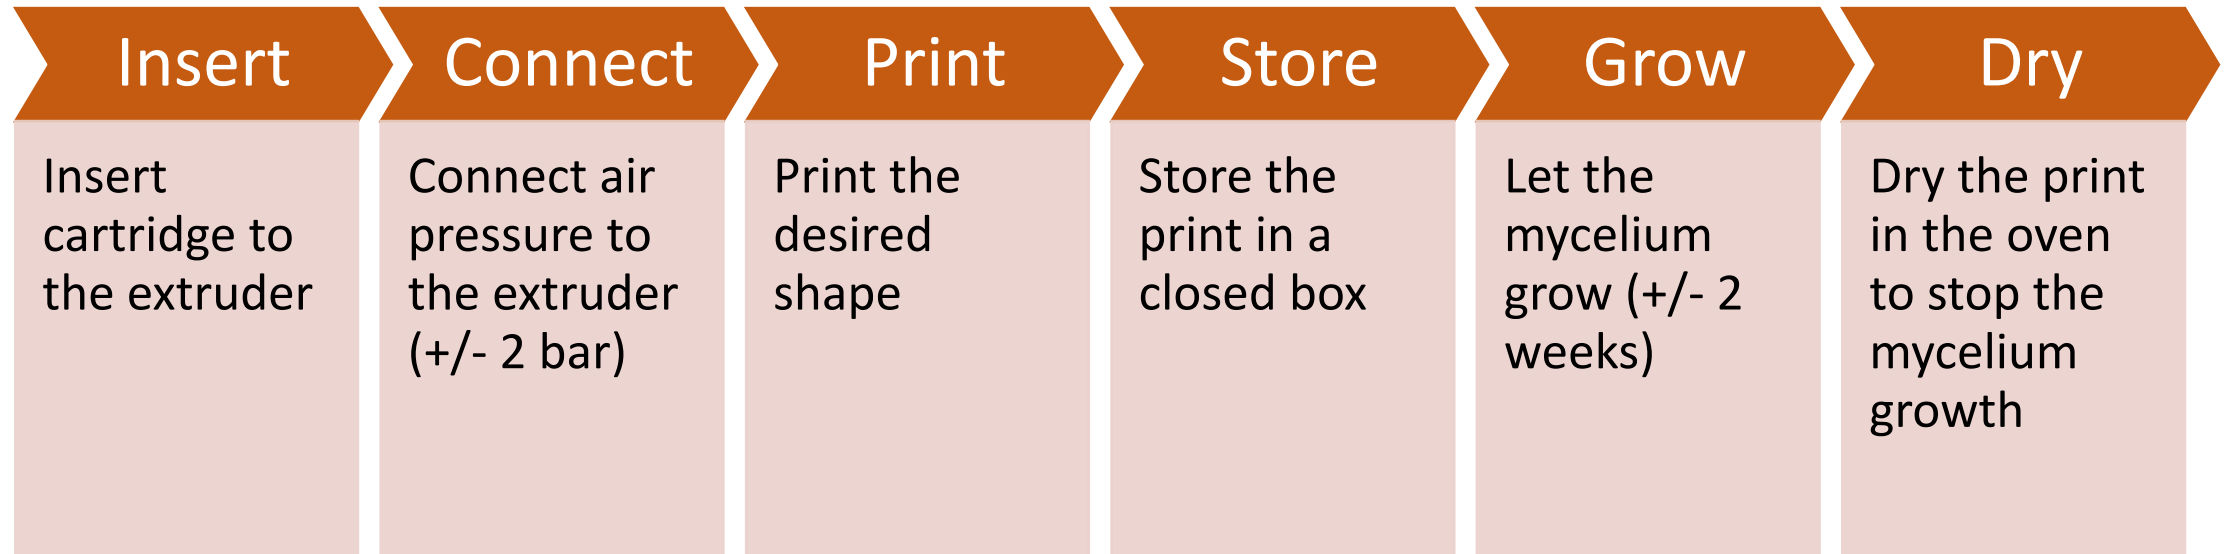 Insert
Connect
Print
Store
Grow
Dry
Insert
cartridge to
the extruder
Connect air
pressure to
the extruder
(+/- 2 bar)
Print the
desired
shape
Store the
print in a
closed box
Let the
mycelium
grow (+/- 2
weeks)
Dry the print
in the oven
to stop the
mycelium
growth